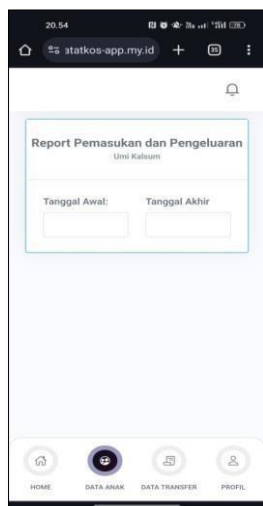 20.54
atatkos-app.my.id
35
Report Pemasukan dan Pengeluaran
Umi Kalsum
Tanggal Awal:
Tanggal Akhir
HOME
DATA ANAK
DATA TRANSFER
PROFIL